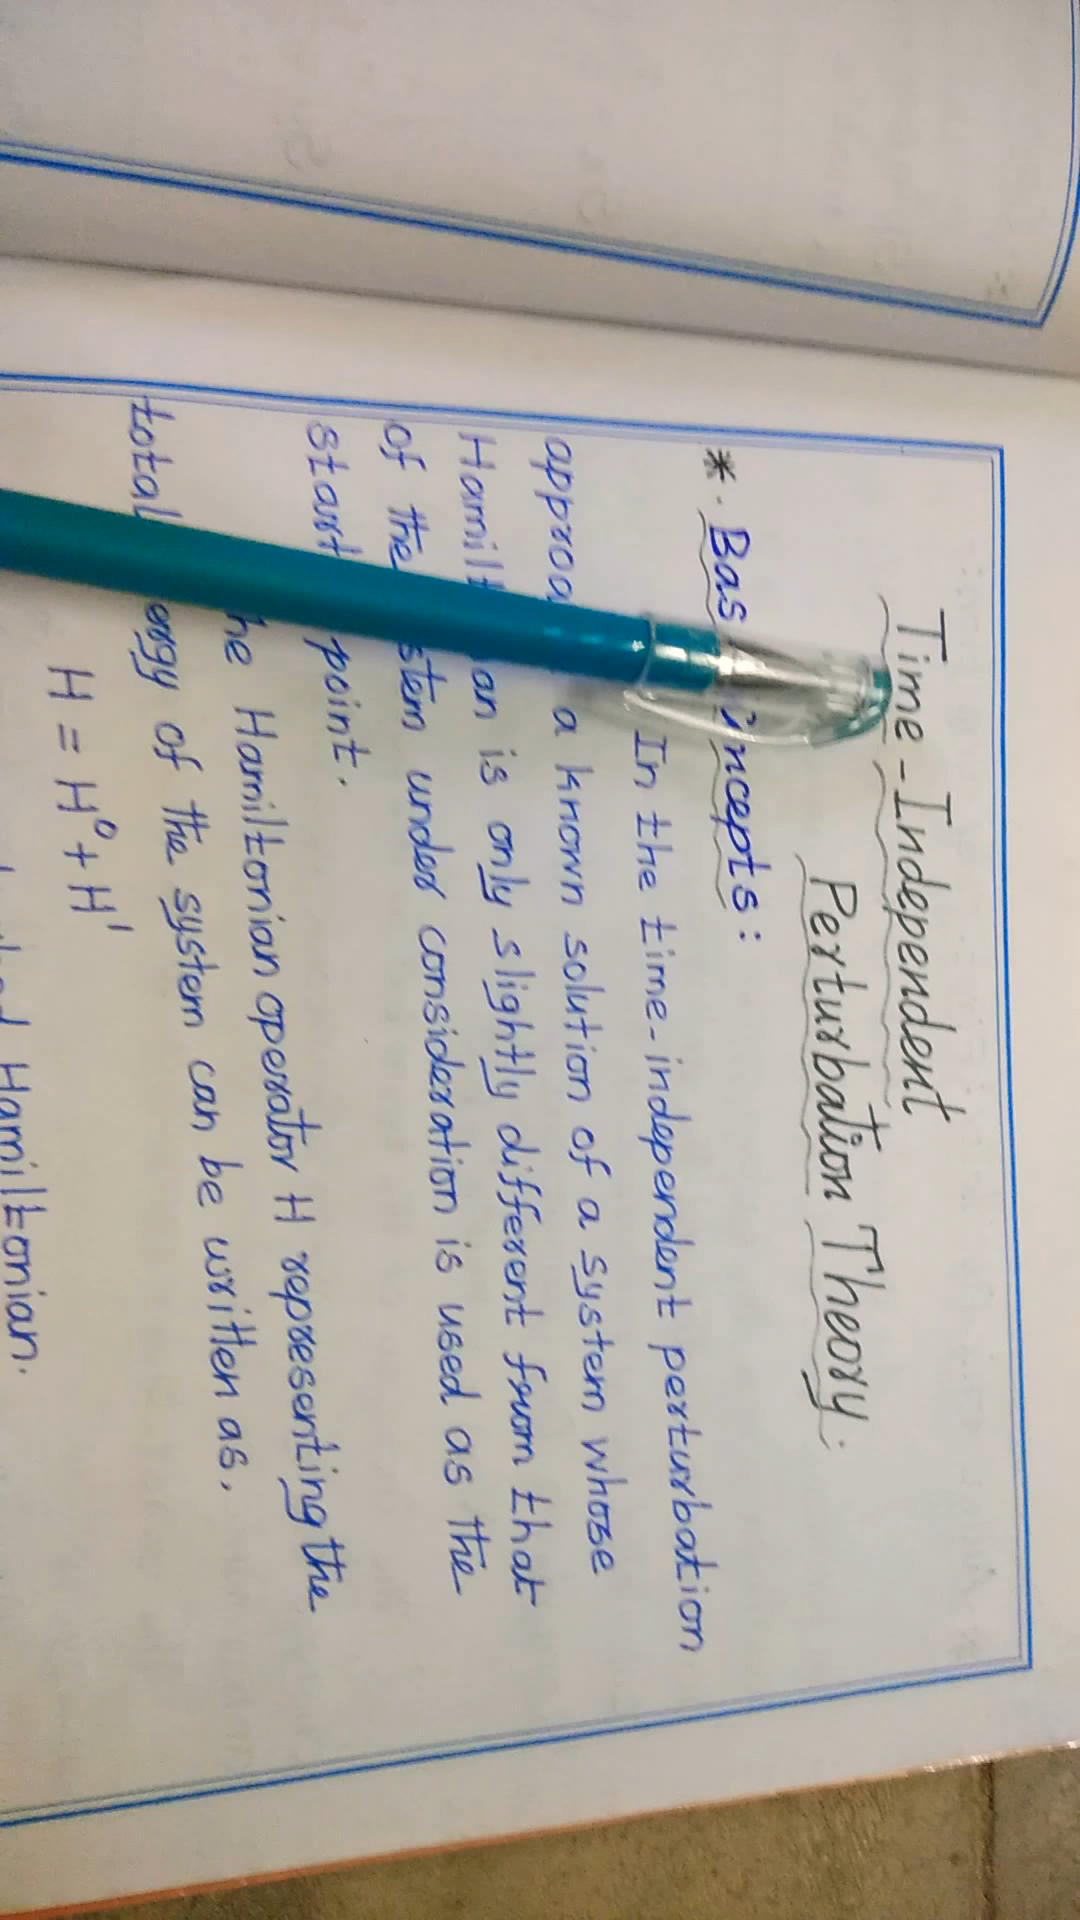 Time-Independent
Perturbation Theory.
*. Bas ncepts:
In the time-independent perturbation
approa a known solution of a system whose
Hamilt an is only slightly different from that
of the stem under consideration is used as the
start point.
he Hamiltonian operator H representing the
total ergy of the system can be written as,
H = H⁰ + H'
Hamiltonian.